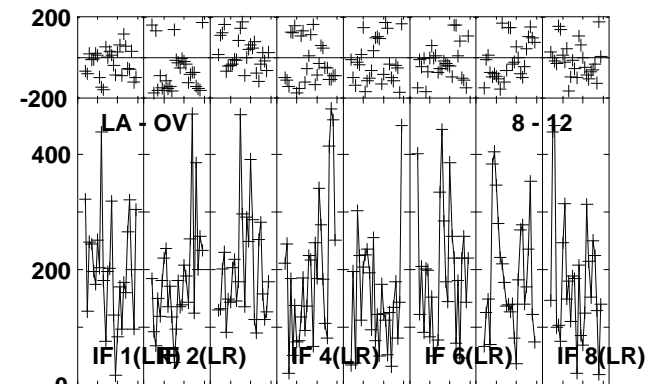 200
-200
LA - OV 8 - 12
400
200
0
IF 1(LR) IF 2(LR) IF 4(LR) IF 6(LR) IF 8(LR)